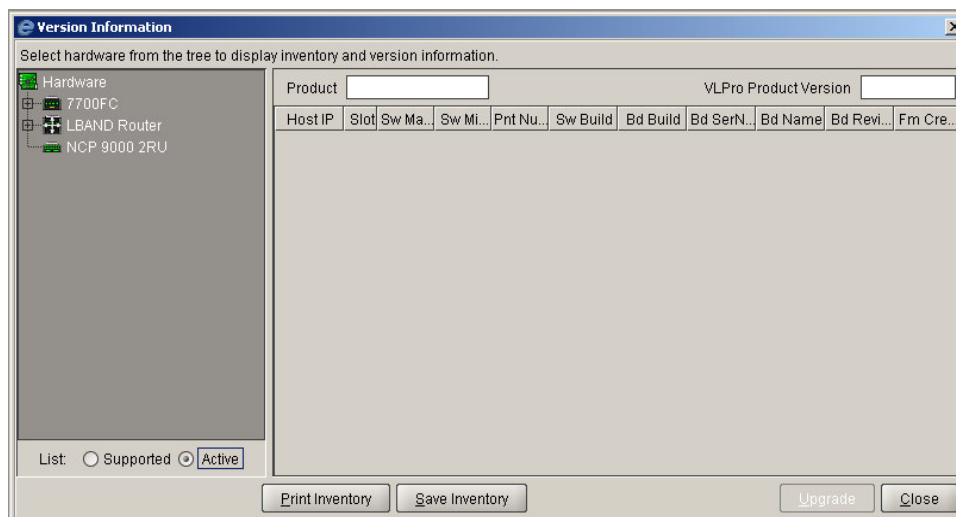 Version Information
Select hardware from the tree to display inventory and version information.
Hardware
7700FC
LBAND Router
NCP 9000 2RU
Product
VLPro Product Version
Host IP Slot Sw Ma... Sw Mi... Pnt Nu... Sw Build Bd Build Bd SerN... Bd Name Bd Revi... Fm Cre...
List: Supported Active
Print Inventory Save Inventory Upgrade Close